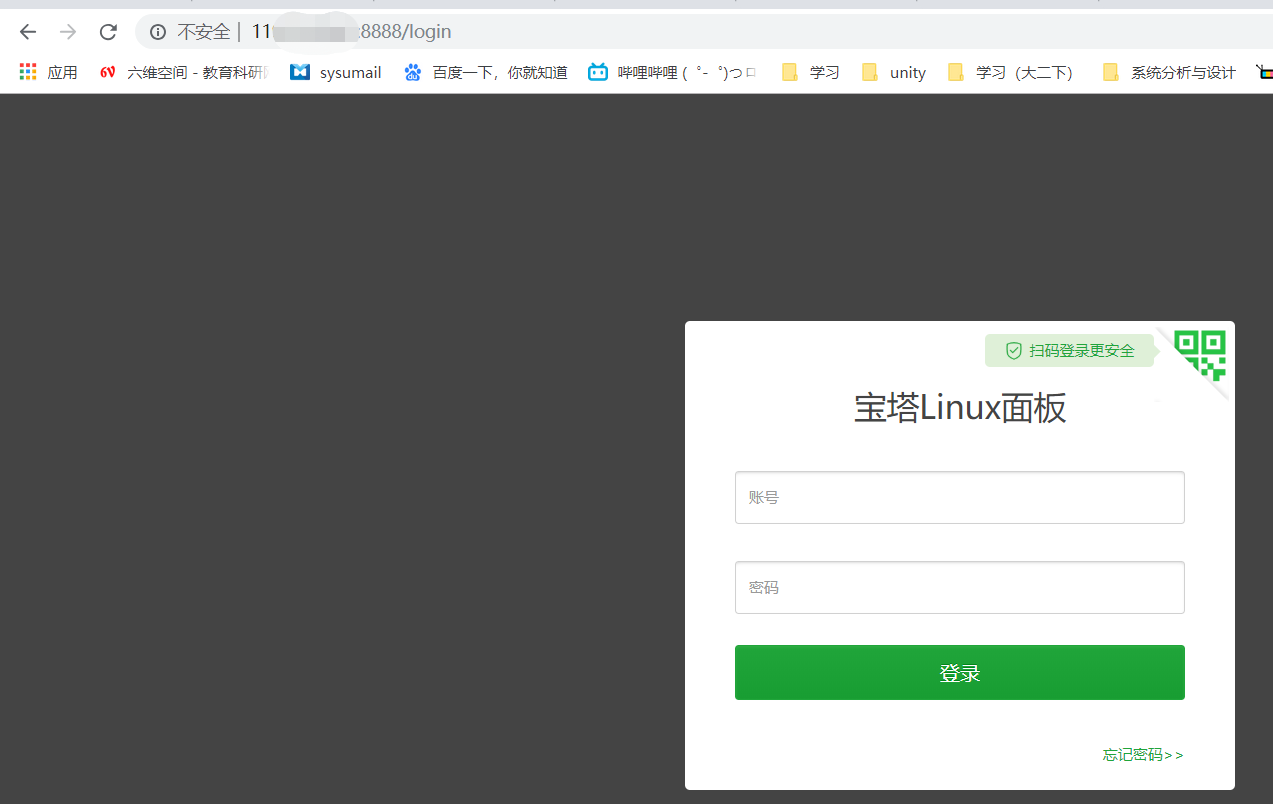 不安全 | 11 :8888/login
应用 六维空间 - 教育科研 sysumail 百度一下，你就知道 哔哩哔哩 ( ゜- ゜)つロ 学习 unity 学习（大二下） 系统分析与设计
扫码登录更安全
宝塔Linux面板
账号
密码
登录
忘记密码>>